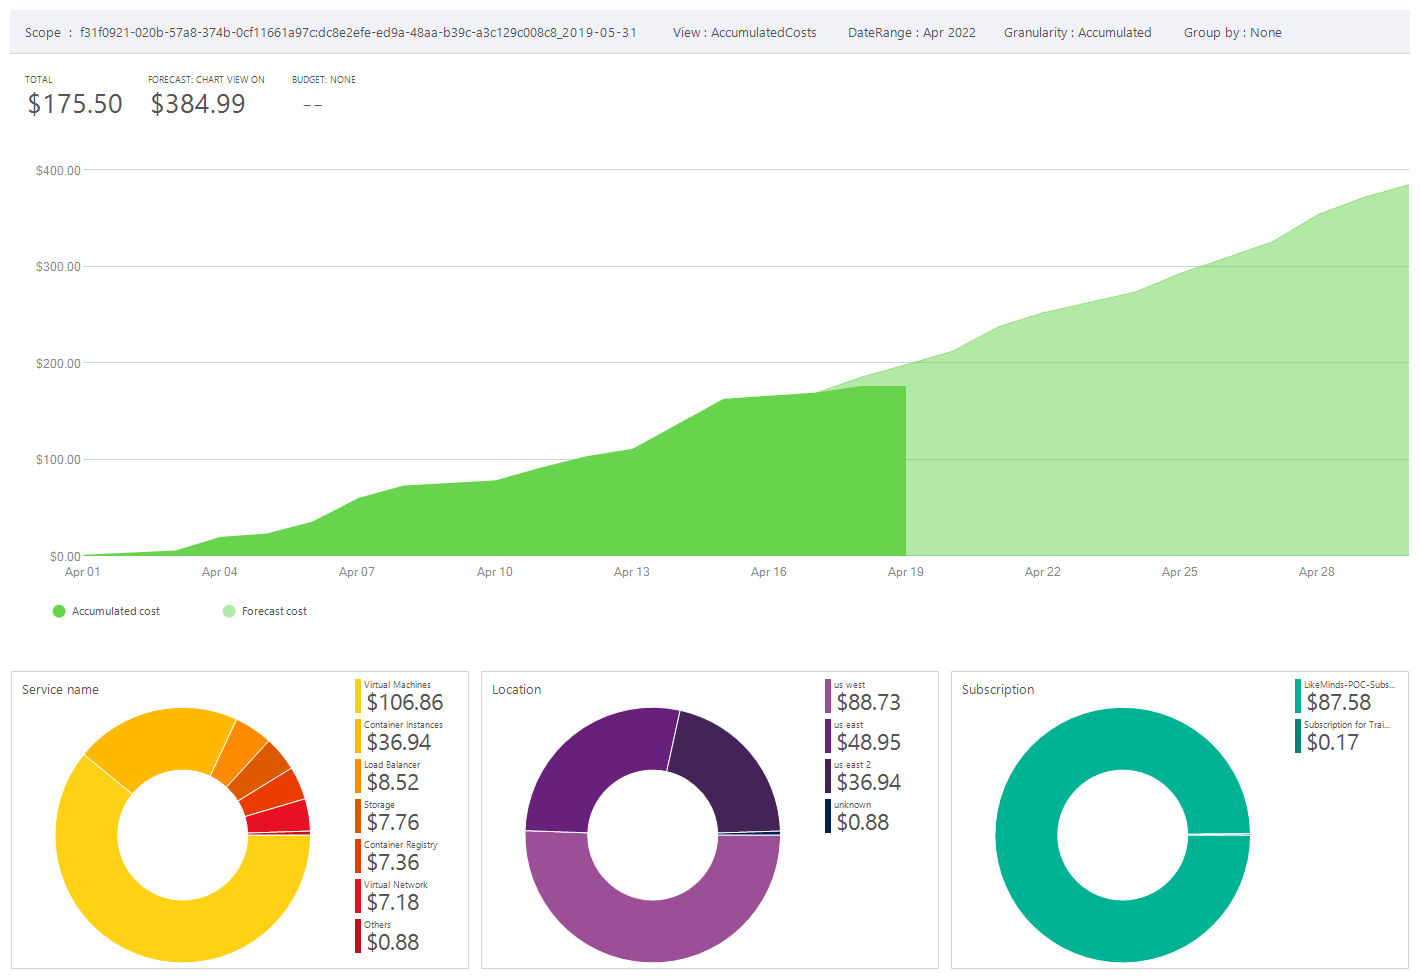 Scope : f31f0921-020b-57a8-374b-0cf11661a97c:dc8e2efe-ed9a-48aa-b39c-a3c129c008c8_2019-05-31 View : AccumulatedCosts DateRange : Apr 2022 Granularity : Accumulated Group by : None
TOTAL FORECAST: CHART VIEW ON BUDGET: NONE
$175.50 $384.99 --
$400.00
$300.00
$200.00
$100.00
$0.00
Apr 01 Apr 04 Apr 07 Apr 10 Apr 13 Apr 16 Apr 19 Apr 22 Apr 25 Apr 28
Accumulated cost Forecast cost
Service name
Virtual Machines
$106.86
Container Instances
$36.94
Load Balancer
$8.52
Storage
$7.76
Container Registry
$7.36
Virtual Network
$7.18
Others
$0.88
Location
us west
$88.73
us east
$48.95
us east 2
$36.94
unknown
$0.88
Subscription
LikeMinds-POC-Subs...
$87.58
Subscription for Trai...
$0.17